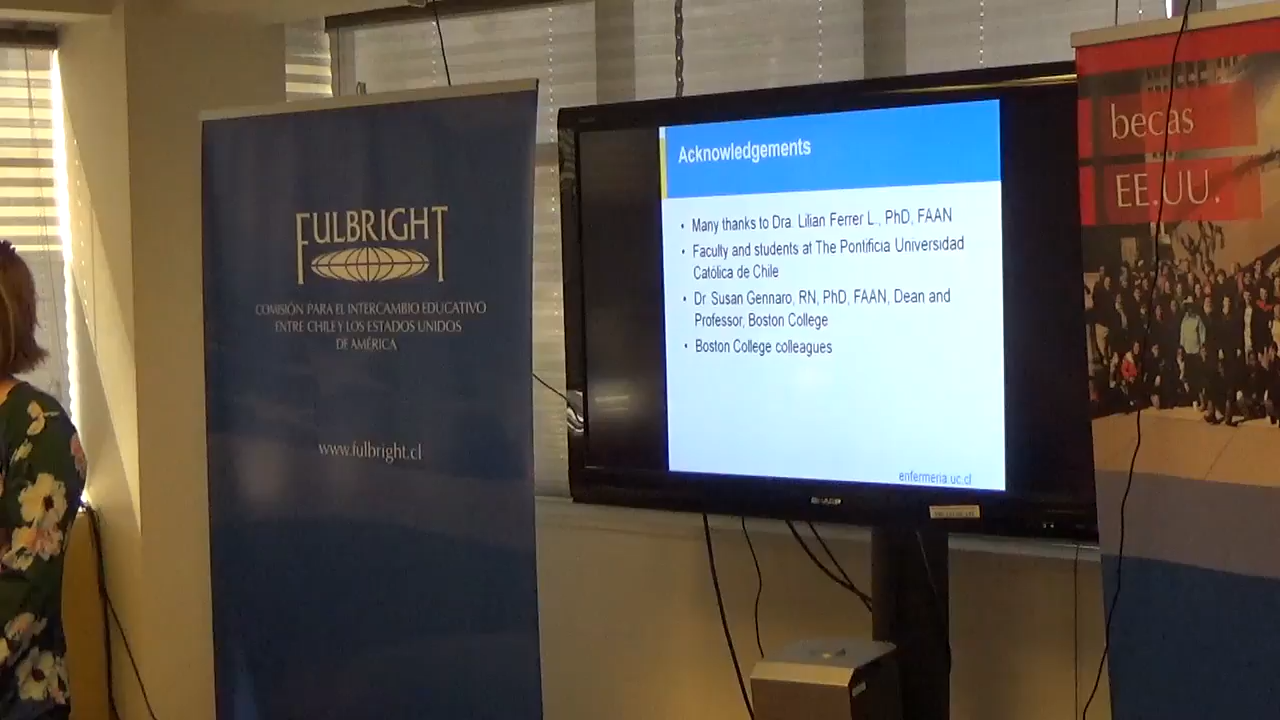 FULBRIGHT
COMISIÓN PARA EL INTERCAMBIO EDUCATIVO
ENTRE CHILE Y LOS ESTADOS UNIDOS
DE AMÉRICA
www.fulbright.cl
Acknowledgements
• Many thanks to Dra. Lilian Ferrer L., PhD, FAAN
• Faculty and students at The Pontificia Universidad
Católica de Chile
• Dr Susan Gennaro, RN, PhD, FAAN, Dean and
Professor, Boston College
• Boston College colleagues
enfermeria.uc.cl
SHARP
becas
EE.UU.